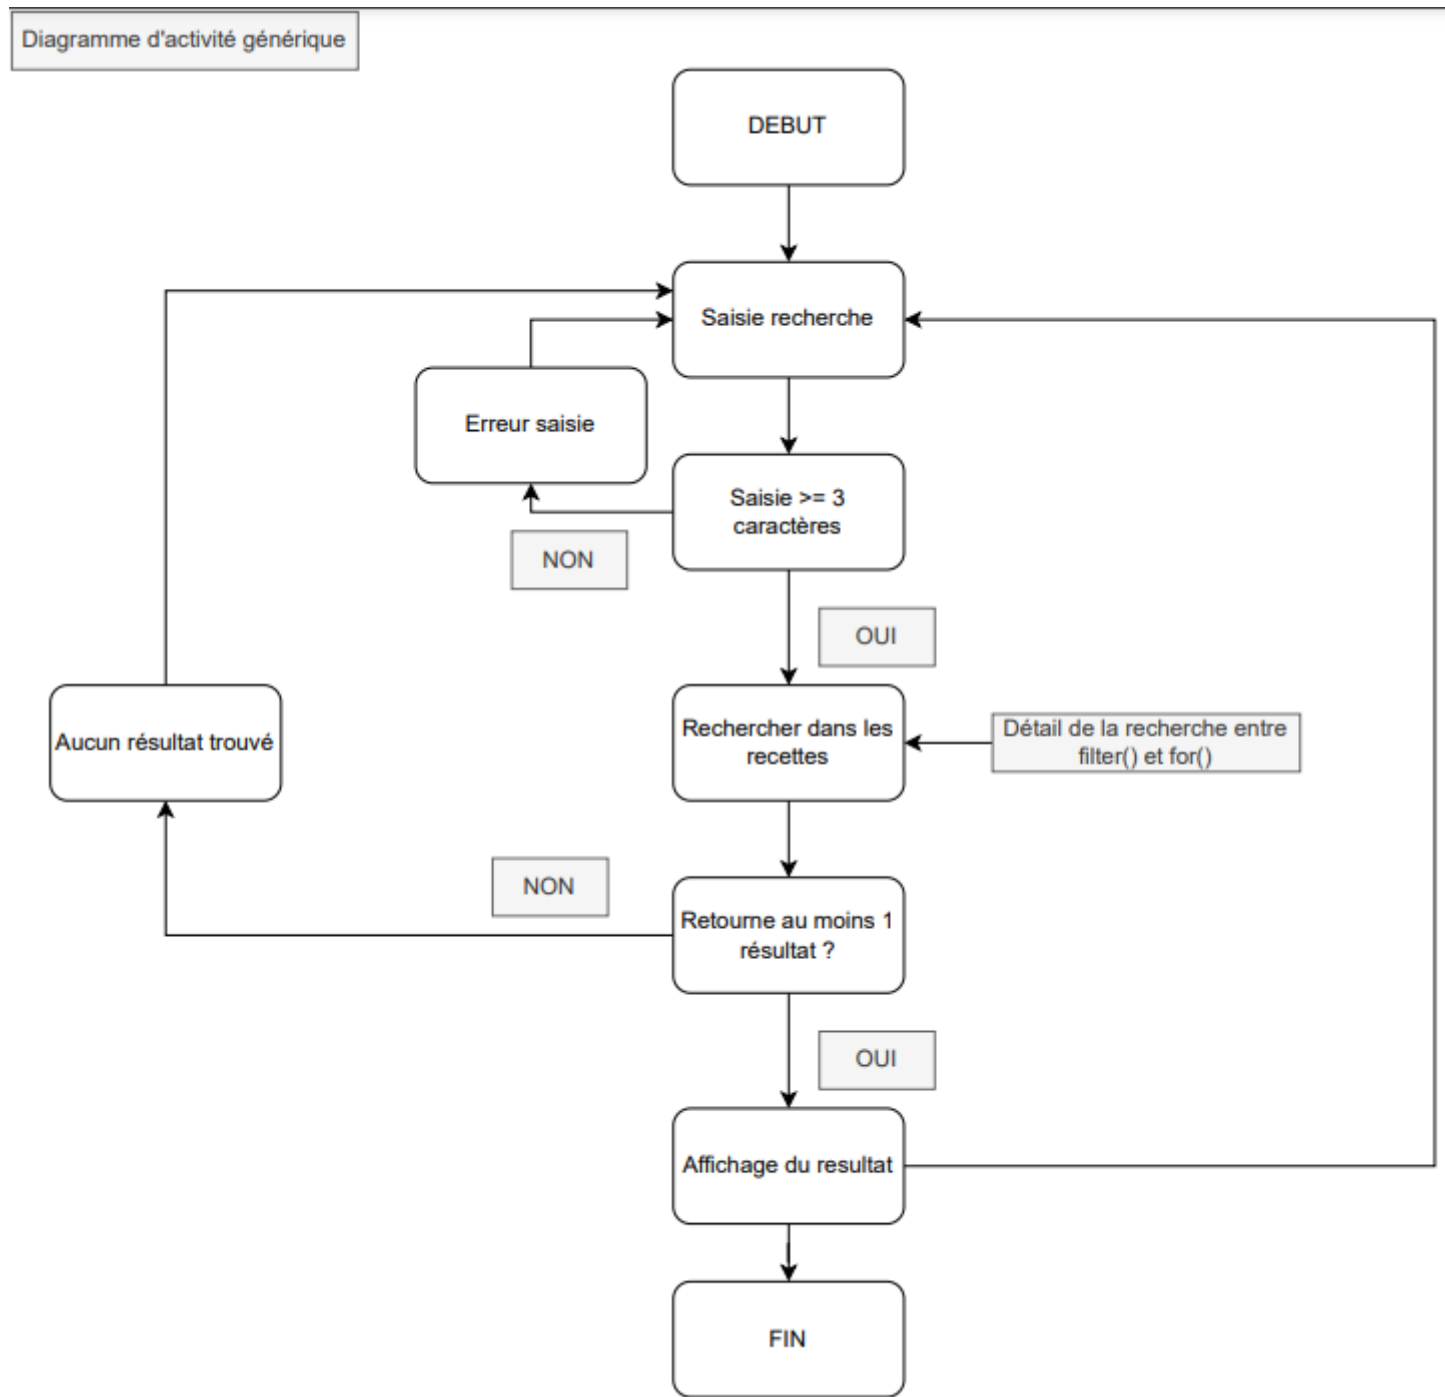 Diagramme d'activité générique
DEBUT
Saisie recherche
Erreur saisie
Saisie >= 3
caractères
NON
OUI
Aucun résultat trouvé
Rechercher dans les
recettes
Détail de la recherche entre
filter() et for()
NON
Retourne au moins 1
résultat ?
OUI
Affichage du resultat
FIN